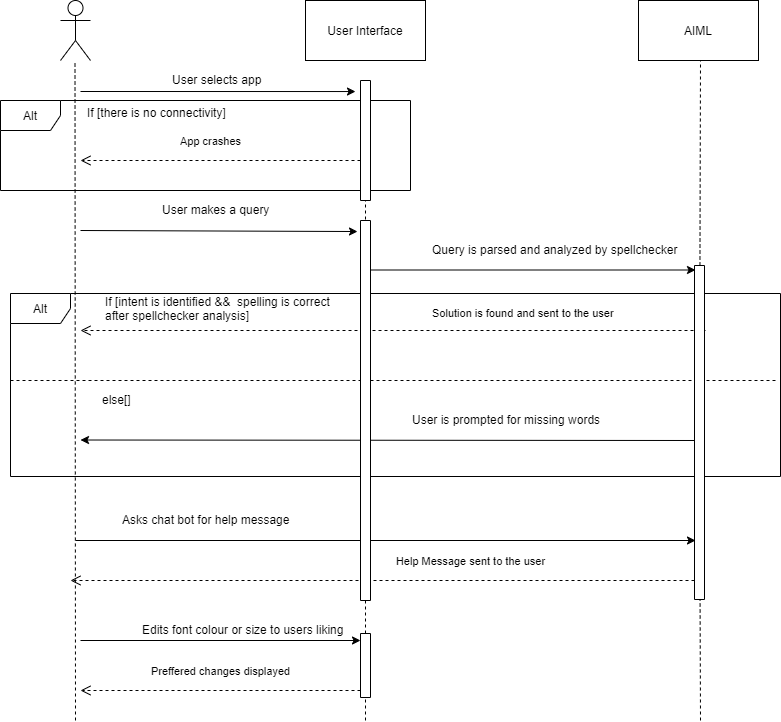 User Interface
AIML
User selects app
Alt
If [there is no connectivity]
App crashes
User makes a query
Query is parsed and analyzed by spellchecker
Alt
If [intent is identified && spelling is correct
after spellchecker analysis]
Solution is found and sent to the user
else[]
User is prompted for missing words
Asks chat bot for help message
Help Message sent to the user
Edits font colour or size to users liking
Preffered changes displayed